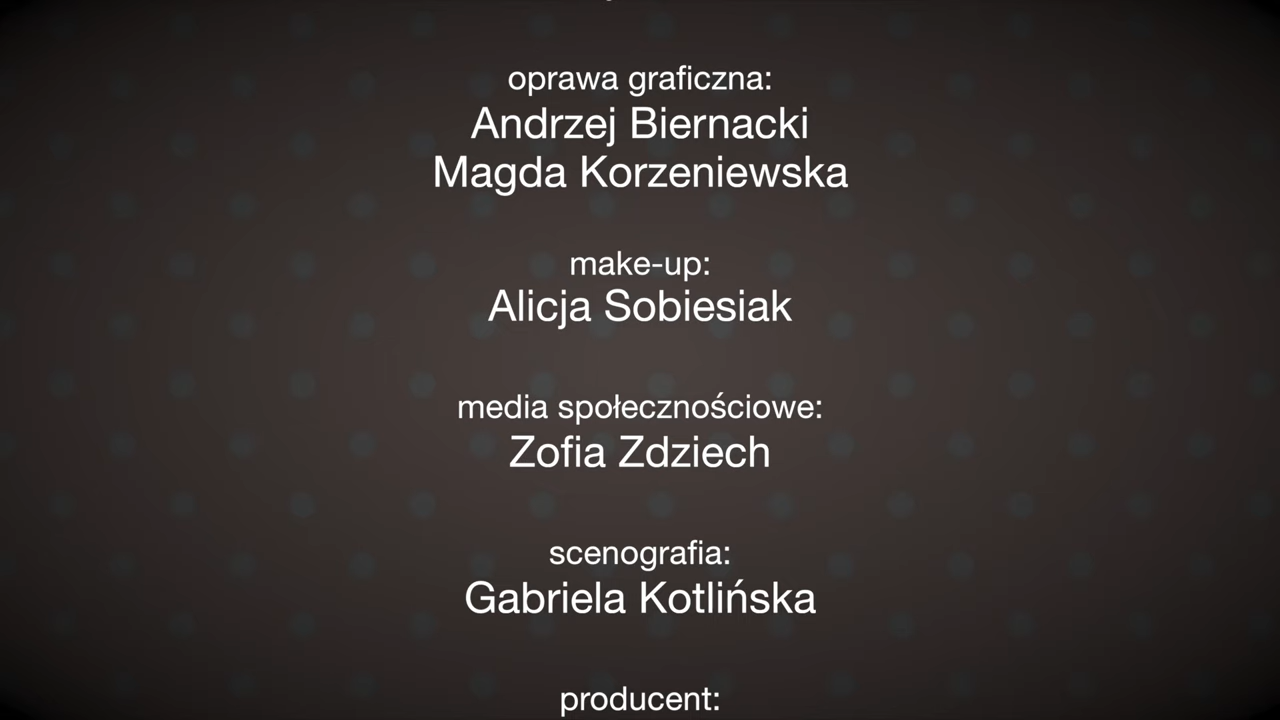 oprawa graficzna:
Andrzej Biernacki
Magda Korzeniewska
make-up:
Alicja Sobiesiak
media społecznościowe:
Zofia Zdziech
scenografia:
Gabriela Kotlińska
producent: